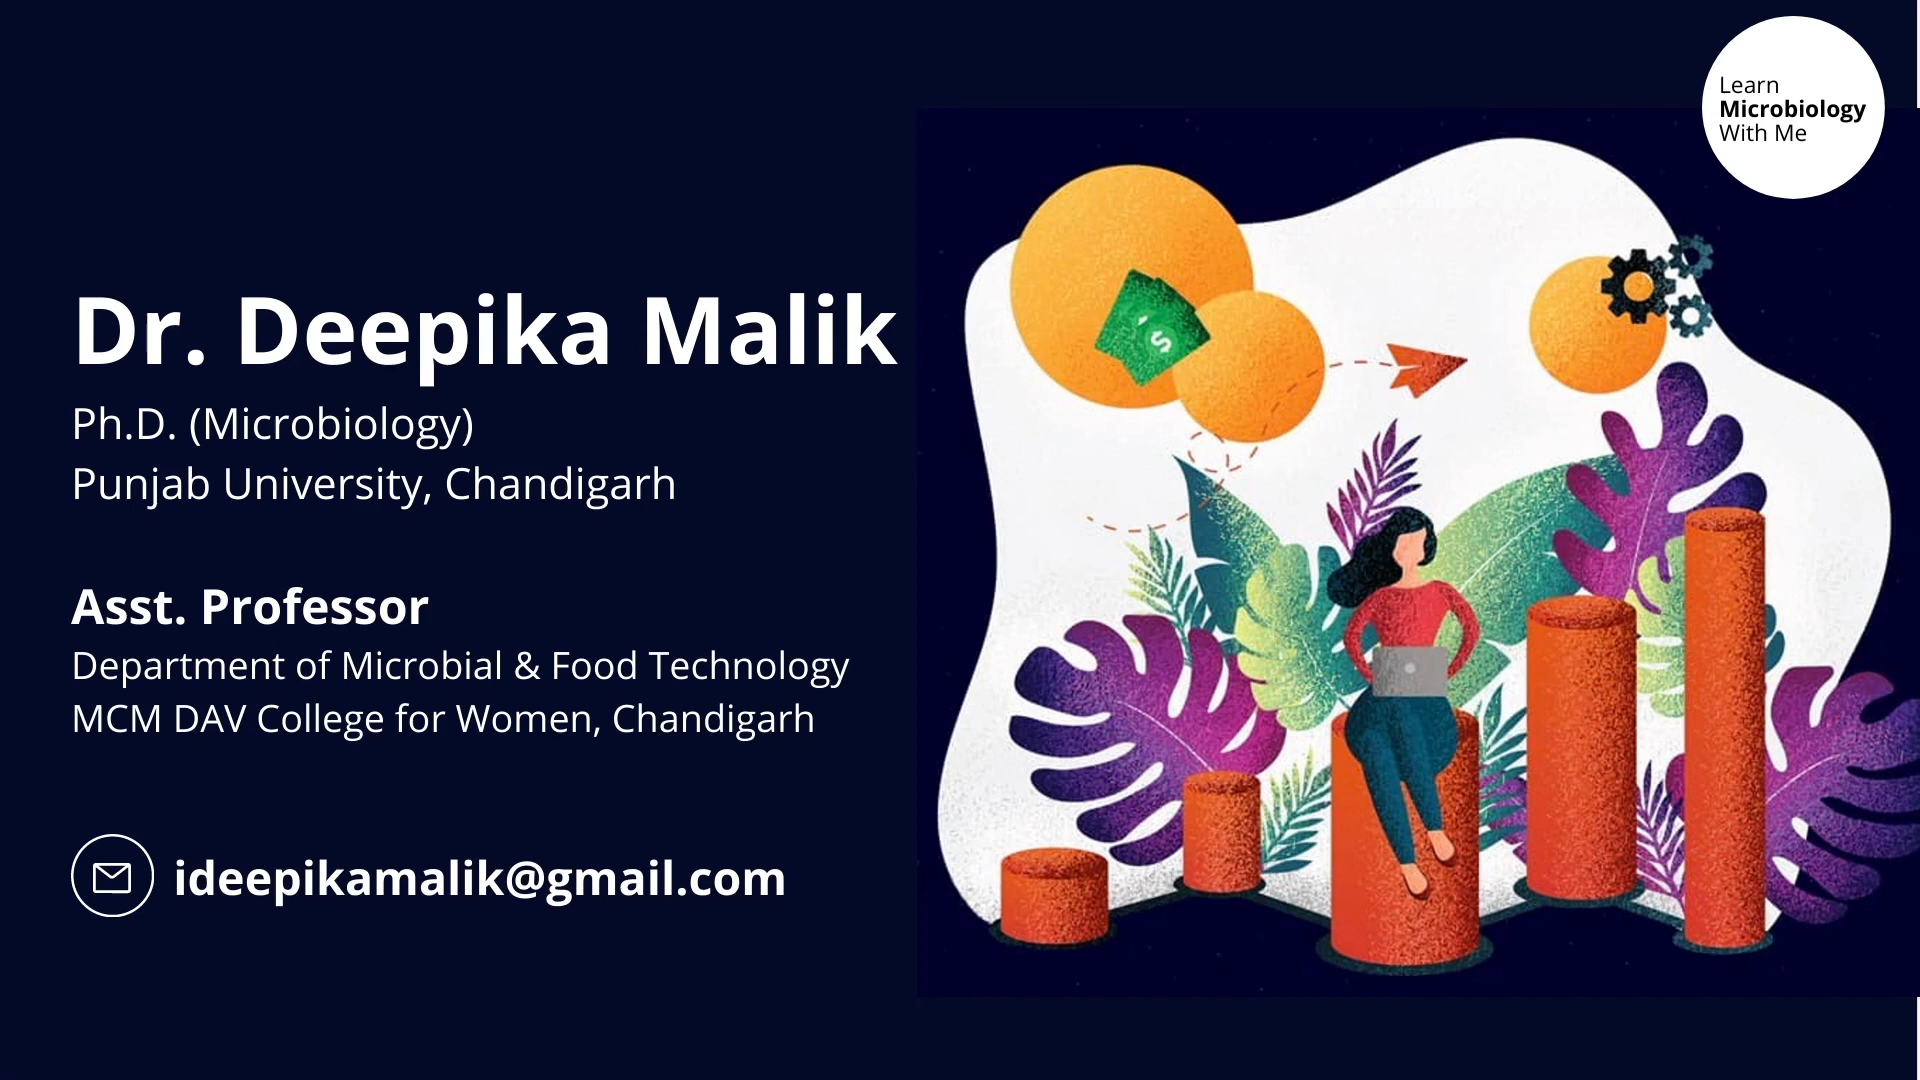 Learn
Microbiology
With Me
Dr. Deepika Malik
Ph.D. (Microbiology)
Punjab University, Chandigarh
Asst. Professor
Department of Microbial & Food Technology
MCM DAV College for Women, Chandigarh
ideepikamalik@gmail.com
$